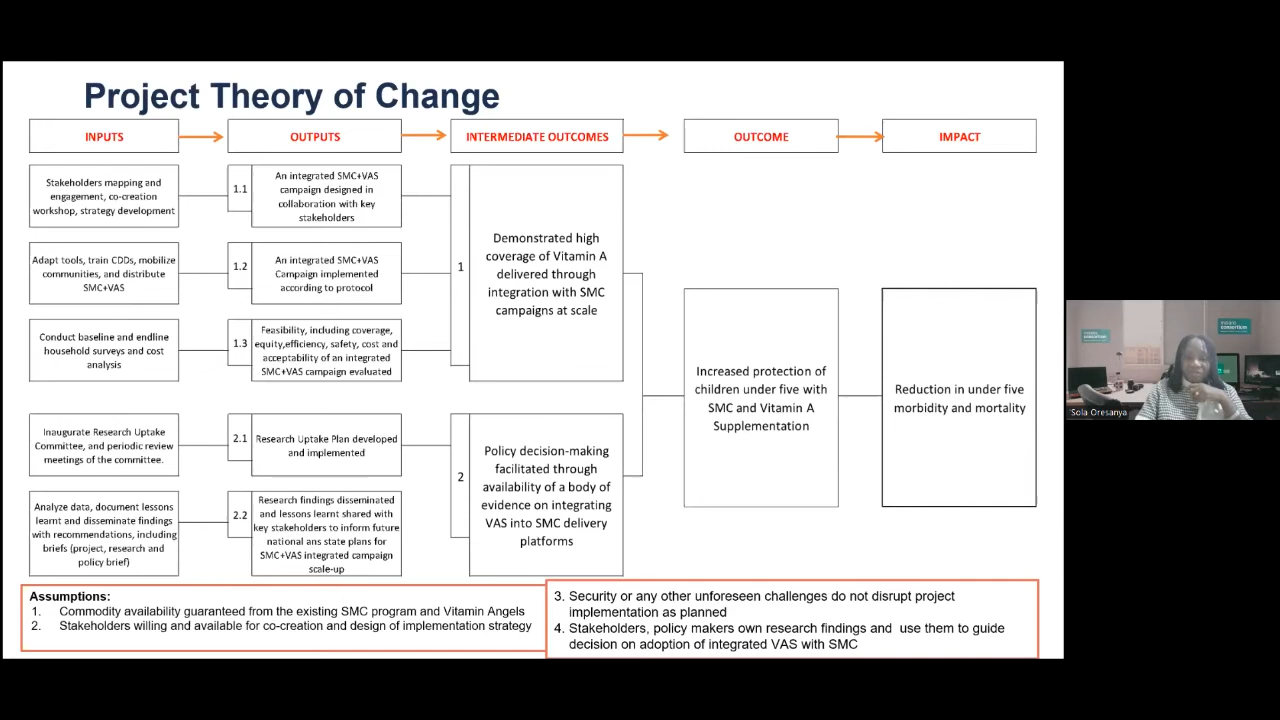 Project Theory of Change
INPUTS
OUTPUTS
INTERMEDIATE OUTCOMES
OUTCOME
IMPACT
Stakeholders mapping and
engagement, co-creation
workshop, strategy development
1.1
An integrated SMC+VAS
campaign designed in
collaboration with key
stakeholders
Adapt tools, train CDDs, mobilize
communities, and distribute
SMC+VAS
1.2
An integrated SMC+VAS
Campaign implemented
according to protocol
Conduct baseline and endline
household surveys and cost
analysis
1.3
Feasibility, including coverage,
equity,efficiency, safety, cost and
acceptability of an integrated
SMC+VAS campaign evaluated
1
Demonstrated high
coverage of Vitamin A
delivered through
integration with SMC
campaigns at scale
Inaugurate Research Uptake
Committee, and periodic review
meetings of the committee.
2.1
Research Uptake Plan developed
and implemented
Analyze data, document lessons
learnt and disseminate findings
with recommendations, including
briefs (project, research and
policy brief)
2.2
Research findings disseminated
and lessons learnt shared with
key stakeholders to inform future
national ans state plans for
SMC+VAS integrated campaign
scale-up
2
Policy decision-making
facilitated through
availability of a body of
evidence on integrating
VAS into SMC delivery
platforms
Increased protection of
children under five with
SMC and Vitamin A
Supplementation
Reduction in under five
morbidity and mortality
Assumptions:
1. Commodity availability guaranteed from the existing SMC program and Vitamin Angels
2. Stakeholders willing and available for co-creation and design of implementation strategy
3. Security or any other unforeseen challenges do not disrupt project
implementation as planned
4. Stakeholders, policy makers own research findings and use them to guide
decision on adoption of integrated VAS with SMC
consortium
Sola Oresanya